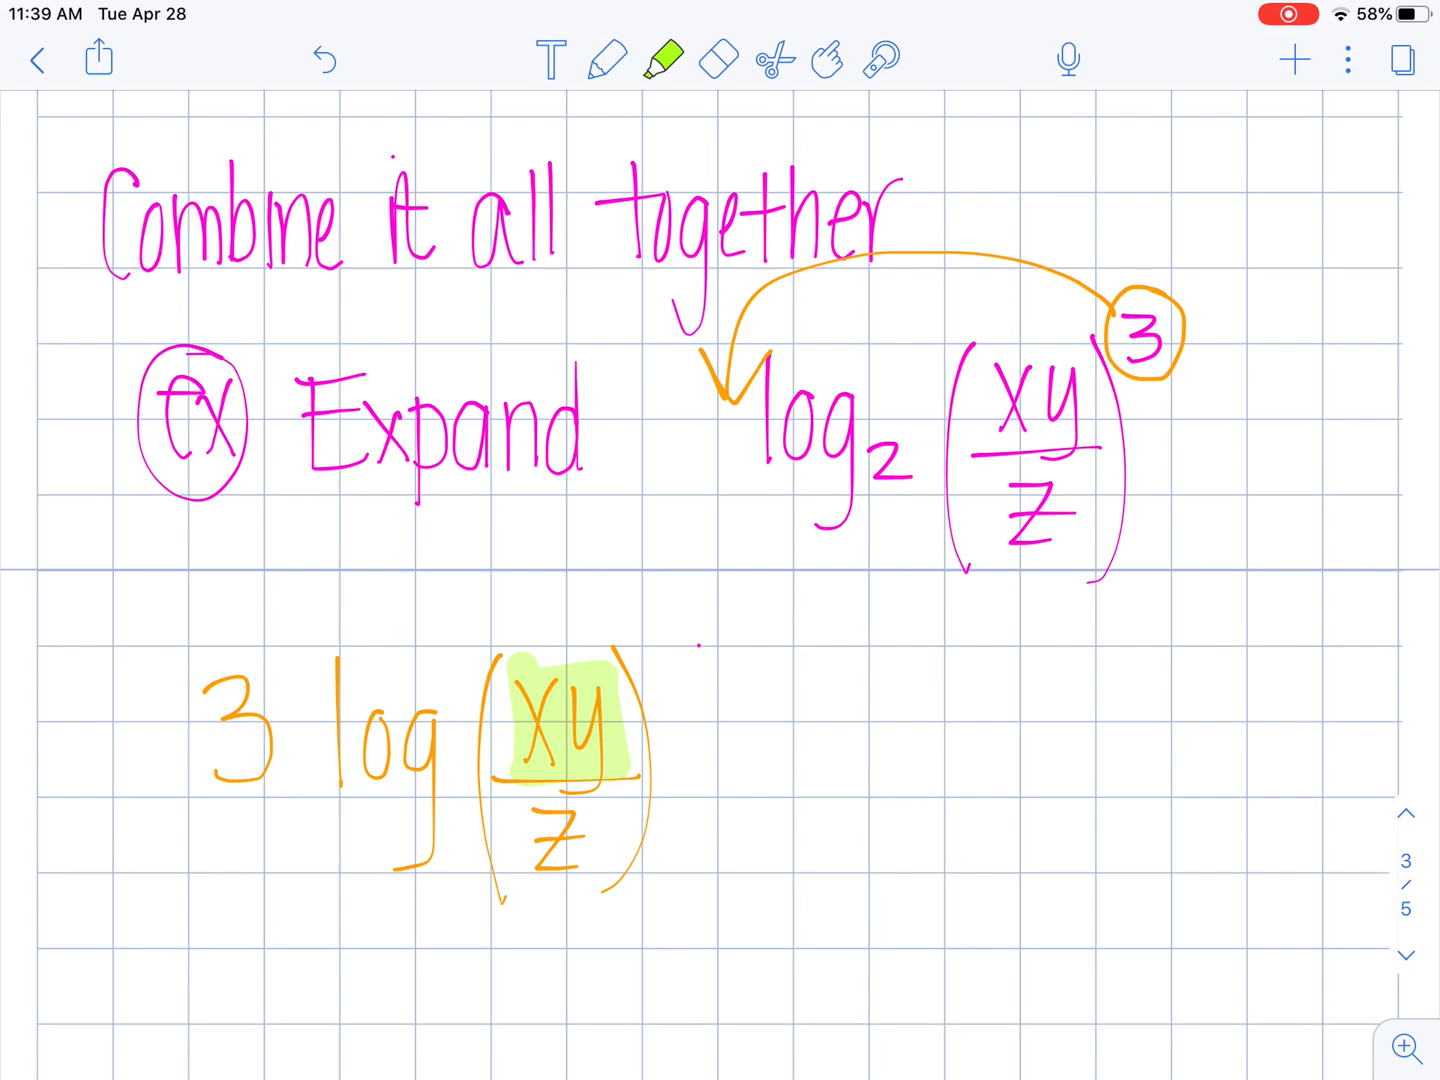 11:39 AM Tue Apr 28
58%
T
Combine it all together
Ex Expand log₂ (xy/z)³
3 log (xy/z)
3
/
5